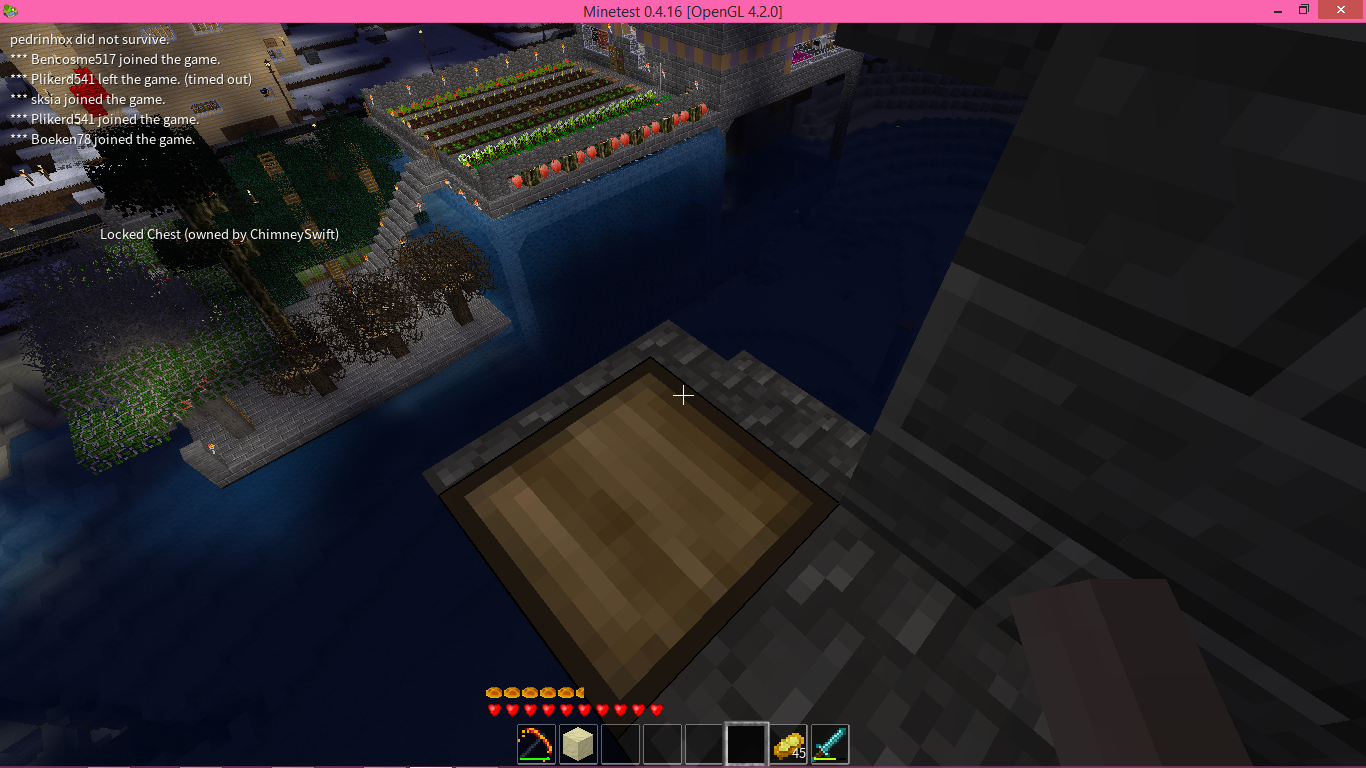 Minetest 0.4.16 [OpenGL 4.2.0]
pedrinhox did not survive.
*** Bencosme517 joined the game.
*** Plikerd541 left the game. (timed out)
*** sksia joined the game.
*** Plikerd541 joined the game.
*** Boeken78 joined the game.
Locked Chest (owned by ChimneySwift)
45